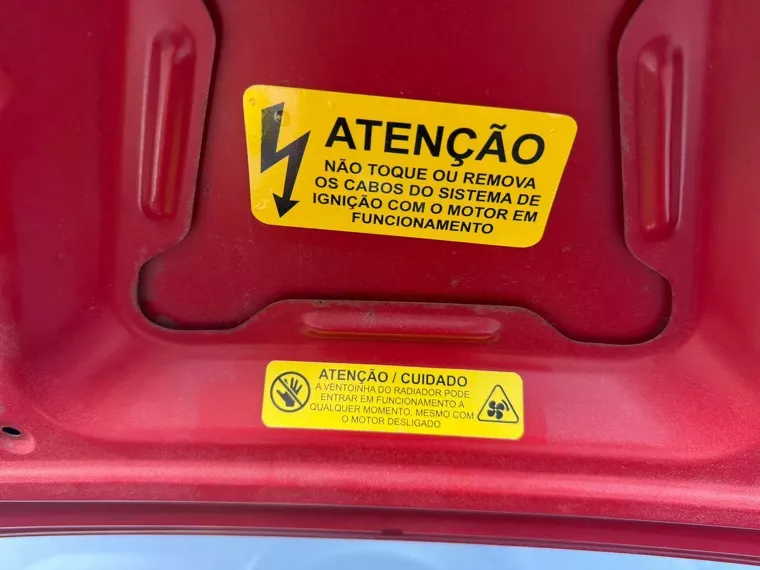 ATENÇÃO
NÃO TOQUE OU REMOVA
OS CABOS DO SISTEMA DE
IGNIÇÃO COM O MOTOR EM
FUNCIONAMENTO
ATENÇÃO / CUIDADO
A VENTOINHA DO RADIADOR PODE
ENTRAR EM FUNCIONAMENTO A
QUALQUER MOMENTO, MESMO COM
O MOTOR DESLIGADO